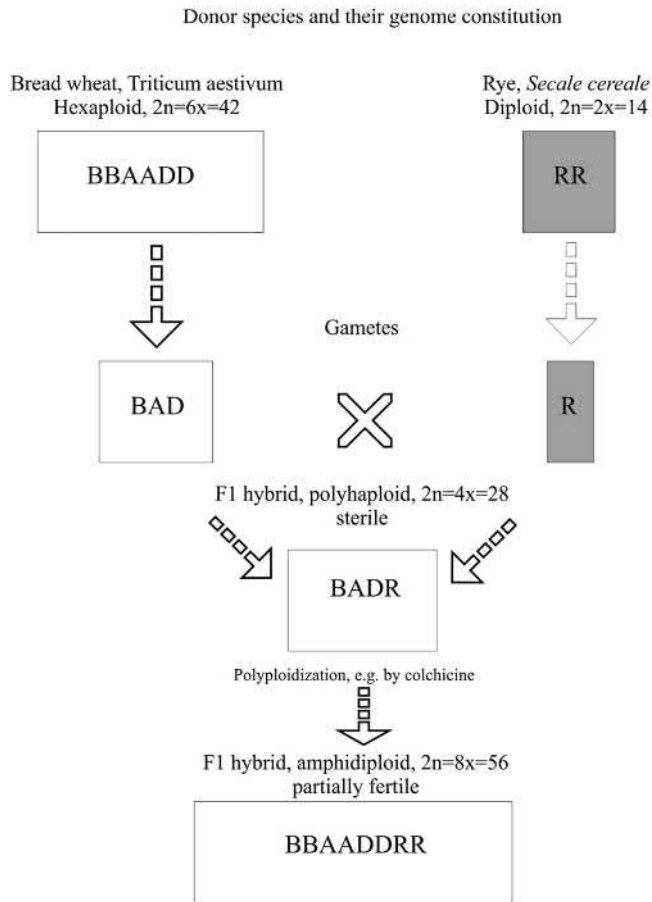 Donor species and their genome constitution
Bread wheat, Triticum aestivum
Hexaploid, 2n=6x=42
Rye, Secale cereale
Diploid, 2n=2x=14
BBAADD
RR
Gametes
BAD
R
F1 hybrid, polyhaploid, 2n=4x=28
sterile
BADR
Polyploidization, e.g. by colchicine
F1 hybrid, amphidiploid, 2n=8x=56
partially fertile
BBAADDRR